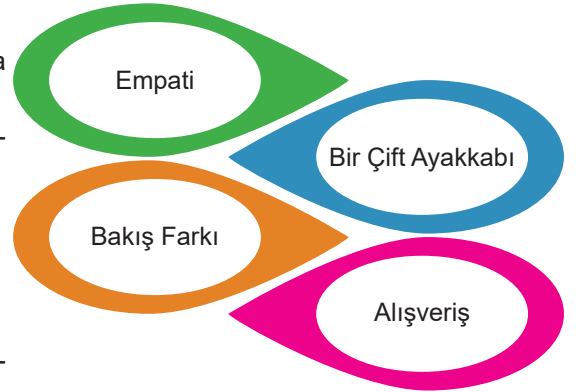 a
Empati
-
Bir Çift Ayakkabı
Bakış Farkı
Alışveriş
-